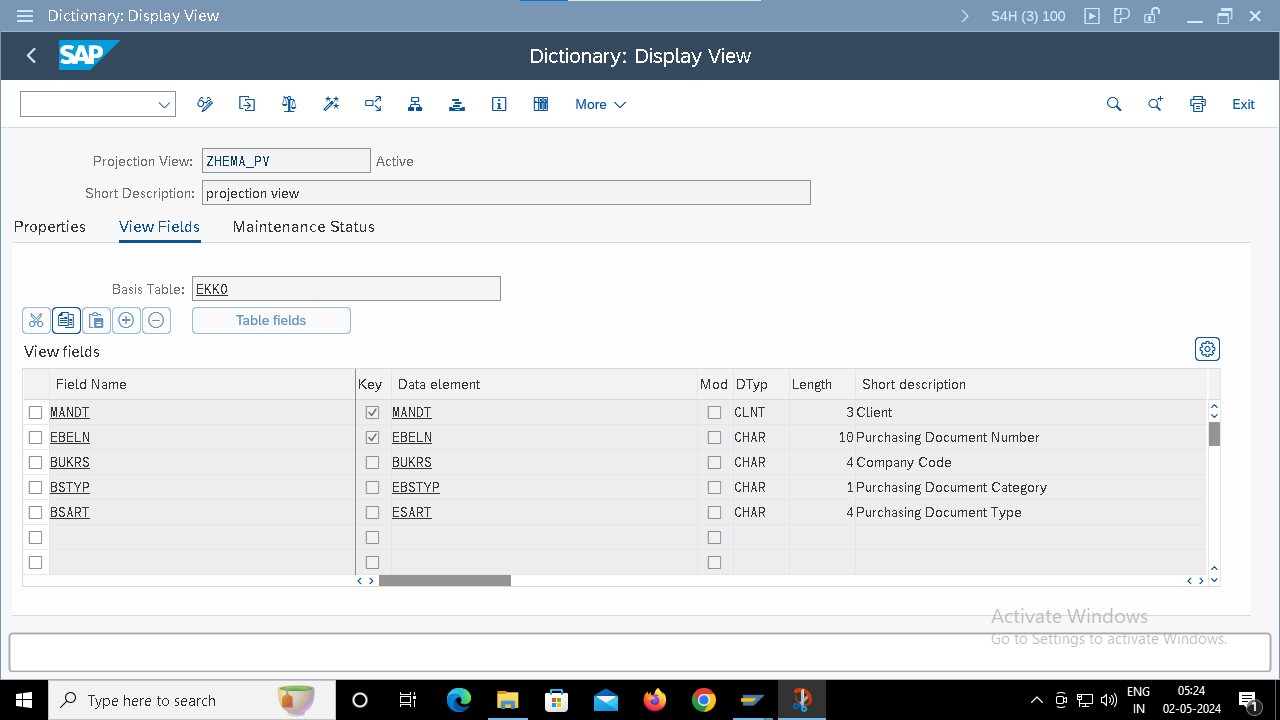 Dictionary: Display View
S4H (3) 100
SAP
Dictionary: Display View
More
Exit
Projection View: ZHEMA_PV Active
Short Description: projection view
Properties View Fields Maintenance Status
Basis Table: EKKO
Table fields
View fields
Field Name Key Data element Mod DTyp Length Short description
MANDT MANDT CLNT 3 Client
EBELN EBELN CHAR 10 Purchasing Document Number
BUKRS BUKRS CHAR 4 Company Code
BSTYP EBSTYP CHAR 1 Purchasing Document Category
BSART ESART CHAR 4 Purchasing Document Type
Activate Windows
Go to Settings to activate Windows.
Type here to search
ENG 05:24
IN 02-05-2024
1